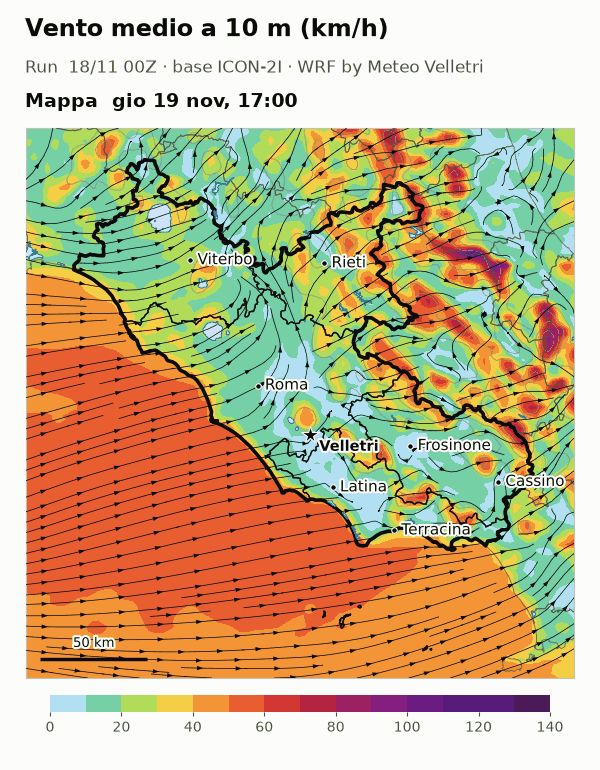 Vento medio a 10 m (km/h)
Run  18/11 00Z · base ICON-2I · WRF by Meteo Velletri
Mappa  gio 19 nov, 17:00
Viterbo
Rieti
Roma
Velletri
Frosinone
Cassino
Latina
Terracina
50 km
0 20 40 60 80 100 120 140